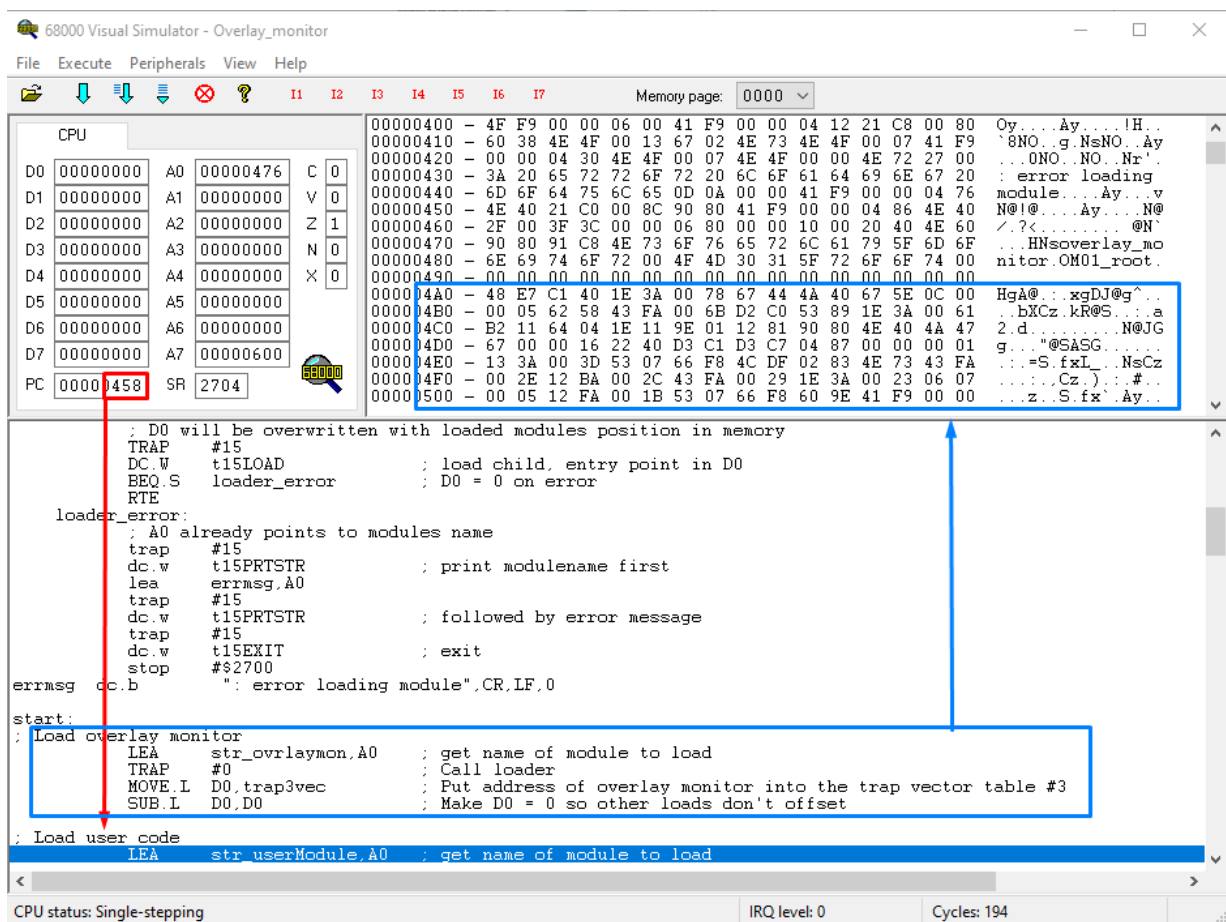 68000 Visual Simulator - Overlay_monitor
File Execute Peripherals View Help
I1 I2 I3 I4 I5 I6 I7 Memory page: 0000
CPU
D0 00000000 A0 00000476 C 0
D1 00000000 A1 00000000 V 0
D2 00000000 A2 00000000 Z 1
D3 00000000 A3 00000000 N 0
D4 00000000 A4 00000000 X 0
D5 00000000 A5 00000000
D6 00000000 A6 00000000
D7 00000000 A7 00000600
68000
PC 00000458 SR 2704
00000400 - 4F F9 00 00 06 00 41 F9 00 00 04 12 21 C8 00 80 Oy....Ay....!H..
00000410 - 60 38 4E 4F 00 13 67 02 4E 73 4E 4F 00 07 41 F9 `8NO..g.NsNO..Ay
00000420 - 00 00 04 30 4E 4F 00 07 4E 4F 00 00 4E 72 27 00 ...0NO..NO..Nr'.
00000430 - 3A 20 65 72 72 6F 72 20 6C 6F 61 64 69 6E 67 20 : error loading
00000440 - 6D 6F 64 75 6C 65 0D 0A 00 00 41 F9 00 00 04 76 module....Ay...v
00000450 - 4E 40 21 C0 00 8C 90 80 41 F9 00 00 04 86 4E 40 N@!@....Ay....N@
00000460 - 2F 00 3F 3C 00 00 06 80 00 00 10 00 20 40 4E 60 /.?<........ @N`
00000470 - 90 80 91 C8 4E 73 6F 76 65 72 6C 61 79 5F 6D 6F ...HNsoverlay_mo
00000480 - 6E 69 74 6F 72 00 4F 4D 30 31 5F 72 6F 6F 74 00 nitor.OM01_root.
00000490 - 00 00 00 00 00 00 00 00 00 00 00 00 00 00 00 00
000004A0 - 48 E7 C1 40 1E 3A 00 78 67 44 4A 40 67 5E 0C 00 HgA@.:.xgDJ@g^..
000004B0 - 00 05 62 58 43 FA 00 6B D2 C0 53 89 1E 3A 00 61 ..bXCz.kR@S..:.a
000004C0 - B2 11 64 04 1E 11 9E 01 12 81 90 80 4E 40 4A 47 2.d.........N@JG
000004D0 - 67 00 00 16 22 40 D3 C1 D3 C7 04 87 00 00 00 01 g..."@SASG......
000004E0 - 13 3A 00 3D 53 07 66 F8 4C DF 02 83 4E 73 43 FA .:.=S.fxL_..NsCz
000004F0 - 00 2E 12 BA 00 2C 43 FA 00 29 1E 3A 00 23 06 07 ...:.,Cz.).:.#..
00000500 - 00 05 12 FA 00 1B 53 07 66 F8 60 9E 41 F9 00 00 ...z..S.fx`.Ay..
; D0 will be overwritten with loaded modules position in memory
TRAP #15
DC.W t15LOAD ; load child, entry point in D0
BEQ.S loader_error ; D0 = 0 on error
RTE
loader_error:
; A0 already points to modules name
trap #15
dc.w t15PRTSTR ; print modulename first
lea errmsg,A0
trap #15
dc.w t15PRTSTR ; followed by error message
trap #15
dc.w t15EXIT ; exit
stop #$2700
errmsg dc.b ": error loading module",CR,LF,0
start:
; Load overlay monitor
LEA str_ovrlaymon,A0 ; get name of module to load
TRAP #0 ; Call loader
MOVE.L D0,trap3vec ; Put address of overlay monitor into the trap vector table #3
SUB.L D0,D0 ; Make D0 = 0 so other loads don't offset
; Load user code
LEA str_userModule,A0 ; get name of module to load
CPU status: Single-stepping IRQ level: 0 Cycles: 194